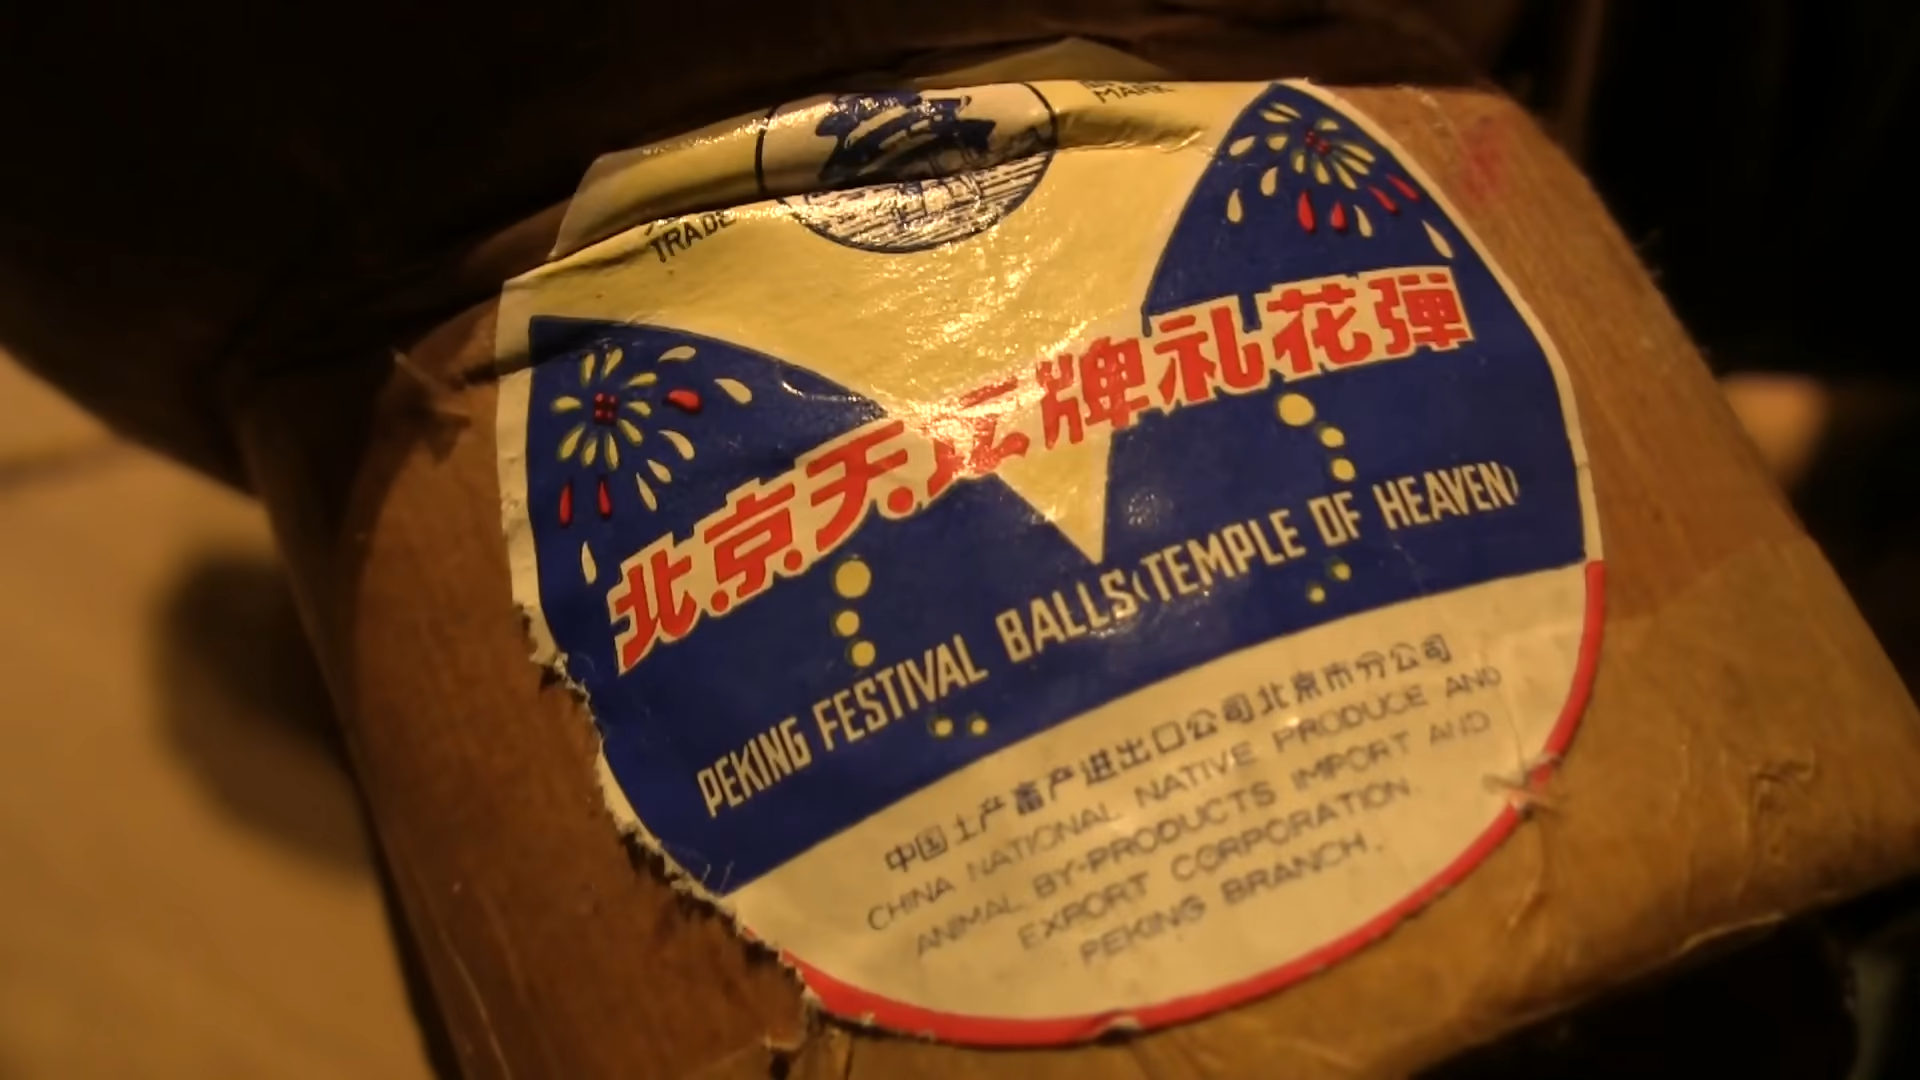 TRADE MARK
北京天坛牌礼花弹
PEKING FESTIVAL BALLS (TEMPLE OF HEAVEN)
中国土产畜产进出口公司北京市分公司
CHINA NATIONAL NATIVE PRODUCE AND
ANIMAL BY-PRODUCTS IMPORT AND
EXPORT CORPORATION
PEKING BRANCH.